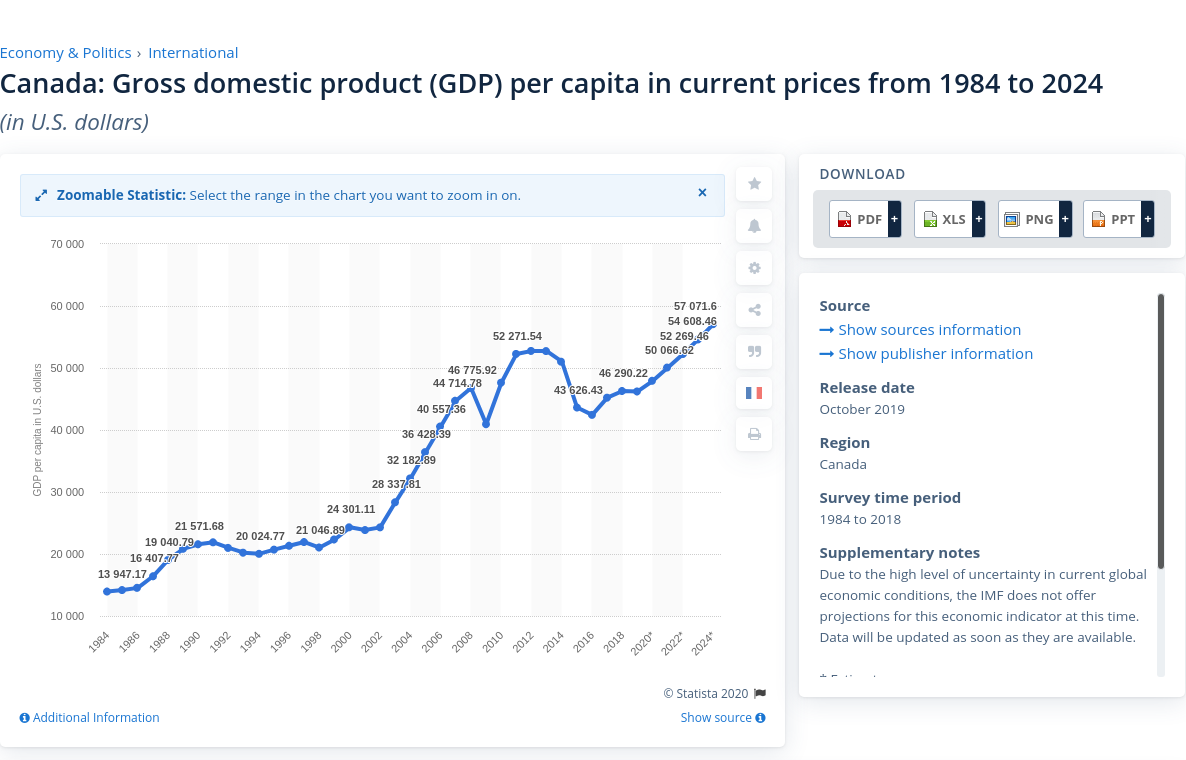 Economy & Politics › International
Canada: Gross domestic product (GDP) per capita in current prices from 1984 to 2024
(in U.S. dollars)
Zoomable Statistic: Select the range in the chart you want to zoom in on. ×
70 000
60 000
50 000
40 000
30 000
20 000
10 000
GDP per capita in U.S. dollars
13 947.17
16 407.77
19 040.79
21 571.68
20 024.77
21 046.89
24 301.11
28 337.81
32 182.89
36 428.39
40 557.36
44 714.78
46 775.92
52 271.54
43 626.43
46 290.22
50 066.62
52 269.46
54 608.46
57 071.6
1984
1986
1988
1990
1992
1994
1996
1998
2000
2002
2004
2006
2008
2010
2012
2014
2016
2018
2020*
2022*
2024*
© Statista 2020
Additional Information
Show source
DOWNLOAD
PDF + XLS + PNG + PPT +
Source
Show sources information
Show publisher information
Release date
October 2019
Region
Canada
Survey time period
1984 to 2018
Supplementary notes
Due to the high level of uncertainty in current global
economic conditions, the IMF does not offer
projections for this economic indicator at this time.
Data will be updated as soon as they are available.